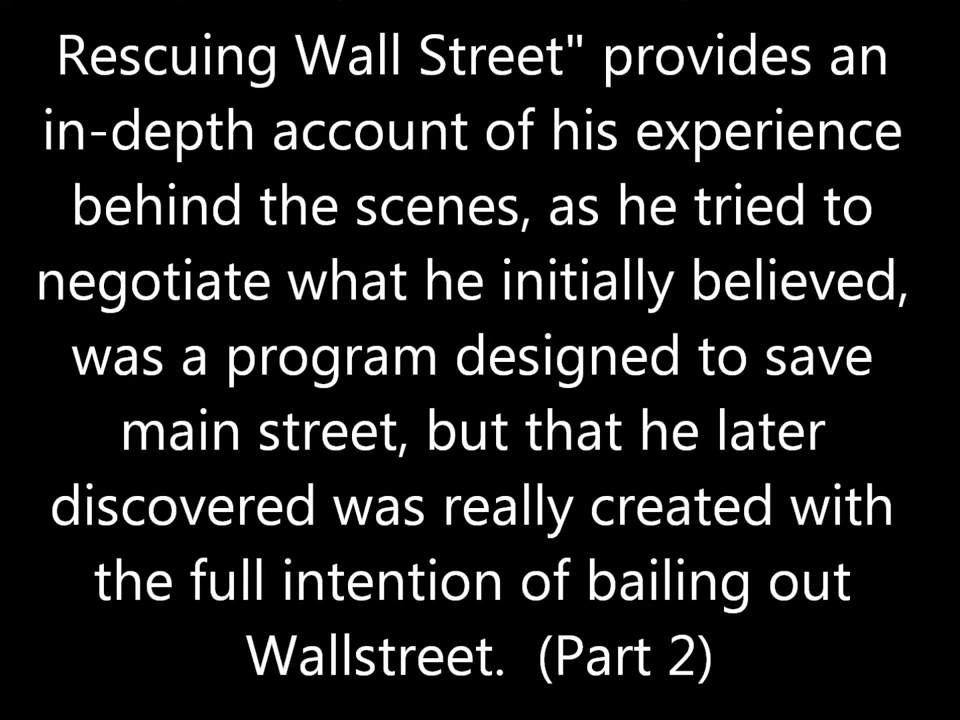 Rescuing Wall Street" provides an
in-depth account of his experience
behind the scenes, as he tried to
negotiate what he initially believed,
was a program designed to save
main street, but that he later
discovered was really created with
the full intention of bailing out
Wallstreet.  (Part 2)